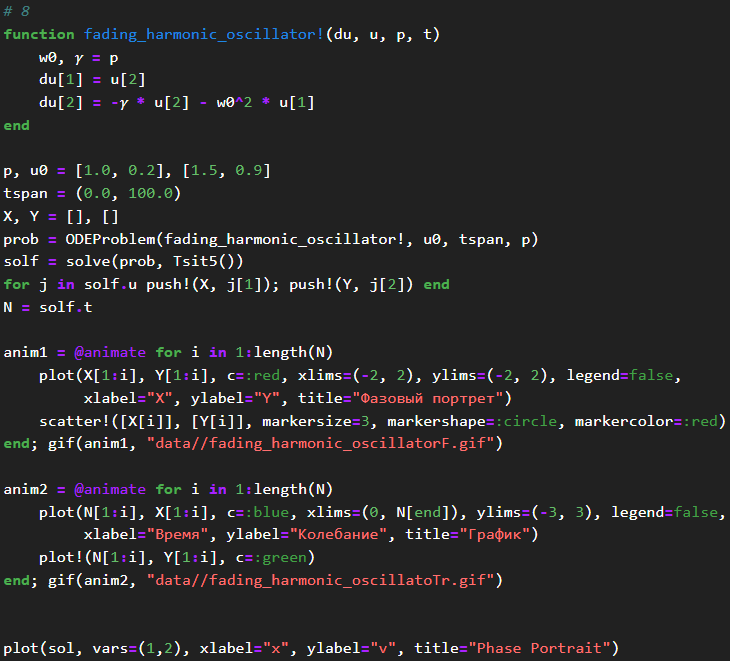 # 8
function fading_harmonic_oscillator!(du, u, p, t)
    w0, γ = p
    du[1] = u[2]
    du[2] = -γ * u[2] - w0^2 * u[1]
end

p, u0 = [1.0, 0.2], [1.5, 0.9]
tspan = (0.0, 100.0)
X, Y = [], []
prob = ODEProblem(fading_harmonic_oscillator!, u0, tspan, p)
solf = solve(prob, Tsit5())
for j in solf.u push!(X, j[1]); push!(Y, j[2]) end
N = solf.t

anim1 = @animate for i in 1:length(N)
    plot(X[1:i], Y[1:i], c=:red, xlims=(-2, 2), ylims=(-2, 2), legend=false,
         xlabel="X", ylabel="Y", title="Фазовый портрет")
    scatter!([X[i]], [Y[i]], markersize=3, markershape=:circle, markercolor=:red)
end; gif(anim1, "data//fading_harmonic_oscillatorF.gif")

anim2 = @animate for i in 1:length(N)
    plot(N[1:i], X[1:i], c=:blue, xlims=(0, N[end]), ylims=(-3, 3), legend=false,
         xlabel="Время", ylabel="Колебание", title="График")
    plot!(N[1:i], Y[1:i], c=:green)
end; gif(anim2, "data//fading_harmonic_oscillatoTr.gif")

plot(sol, vars=(1,2), xlabel="x", ylabel="v", title="Phase Portrait")